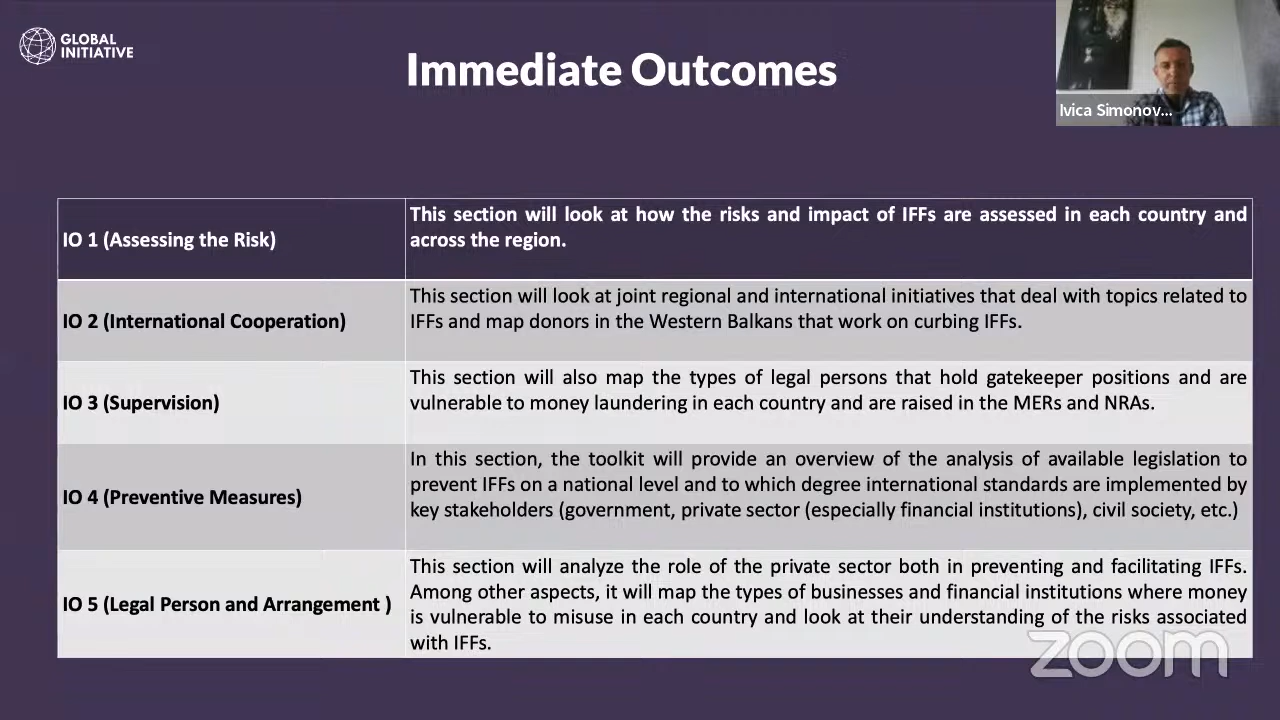 GLOBAL
INITIATIVE
Immediate Outcomes
Ivica Simonov...
IO 1 (Assessing the Risk)
This section will look at how the risks and impact of IFFs are assessed in each country and
across the region.
IO 2 (International Cooperation)
This section will look at joint regional and international initiatives that deal with topics related to
IFFs and map donors in the Western Balkans that work on curbing IFFs.
IO 3 (Supervision)
This section will also map the types of legal persons that hold gatekeeper positions and are
vulnerable to money laundering in each country and are raised in the MERs and NRAs.
IO 4 (Preventive Measures)
In this section, the toolkit will provide an overview of the analysis of available legislation to
prevent IFFs on a national level and to which degree international standards are implemented by
key stakeholders (government, private sector (especially financial institutions), civil society, etc.)
IO 5 (Legal Person and Arrangement )
This section will analyze the role of the private sector both in preventing and facilitating IFFs.
Among other aspects, it will map the types of businesses and financial institutions where money
is vulnerable to misuse in each country and look at their understanding of the risks associated
with IFFs.
zoom